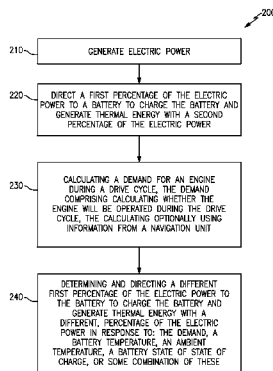 200
210
GENERATE ELECTRIC POWER
220
DIRECT A FIRST PERCENTAGE OF THE ELECTRIC
POWER TO A BATTERY TO CHARGE THE BATTERY AND
GENERATE THERMAL ENERGY WITH A SECOND
PERCENTAGE OF THE ELECTRIC POWER
230
CALCULATING A DEMAND FOR AN ENGINE
DURING A DRIVE CYCLE, THE DEMAND
COMPRISING CALCULATING WHETHER THE
ENGINE WILL BE OPERATED DURING THE DRIVE
CYCLE, THE CALCULATING OPTIONALLY USING
INFORMATION FROM A NAVIGATION UNIT
240
DETERMINING AND DIRECTING A DIFFERENT
FIRST PERCENTAGE OF THE ELECTRIC POWER TO
THE BATTERY TO CHARGE THE BATTERY AND
GENERATE THERMAL ENERGY WITH A
DIFFERENT, PERCENTAGE OF THE ELECTRIC
POWER IN RESPONSE TO: THE DEMAND, A
BATTERY TEMPERATURE, AN AMBIENT
TEMPERATURE, A BATTERY STATE OF STATE OF
CHARGE, OR SOME COMBINATION OF THESE